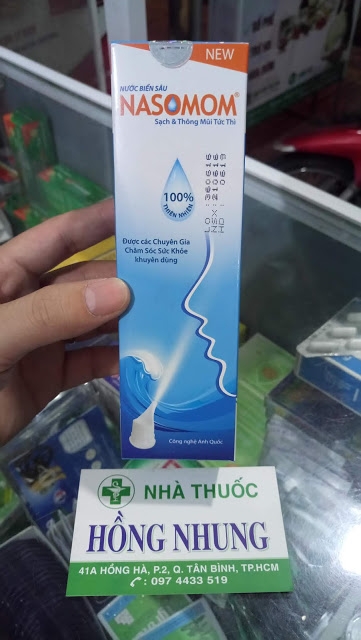 NEW
NƯỚC BIỂN SÂU
NASOMOM®
Sạch & Thông Mũi Tức Thì
100%
THIÊN NHIÊN
Được các Chuyên Gia
Chăm Sóc Sức Khỏe
khuyên dùng
Công nghệ Anh Quốc
NHÀ THUỐC
HỒNG NHUNG
41A HỒNG HÀ, P.2, Q. TÂN BÌNH, TP.HCM
: 097 4433 519